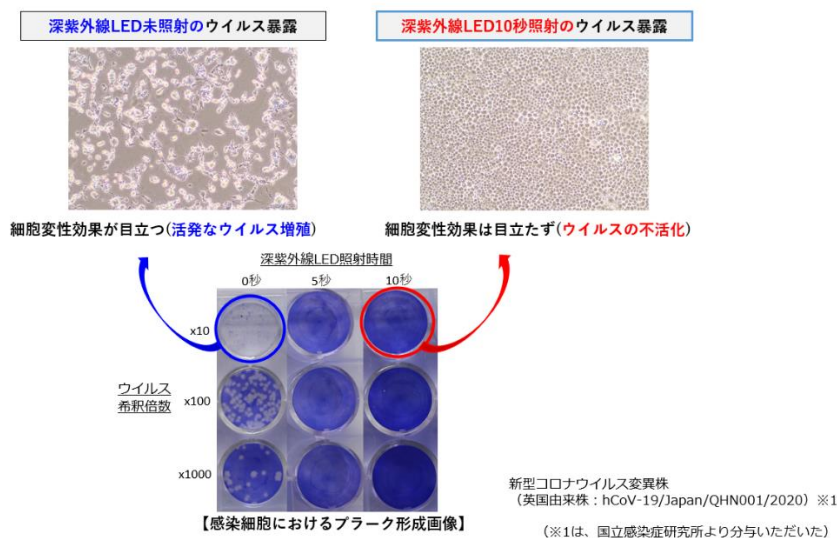 深紫外線LED未照射のウイルス暴露
深紫外線LED10秒照射のウイルス暴露
細胞変性効果が目立つ(活発なウイルス増殖)
細胞変性効果は目立たず(ウイルスの不活化)
深紫外線LED照射時間
0秒
5秒
10秒
x10
ウイルス
希釈倍数
x100
x1000
【感染細胞におけるプラーク形成画像】
新型コロナウイルス変異株
（英国由来株：hCoV-19/Japan/QHN001/2020）※1
（※1は、国立感染症研究所より分与いただいた）